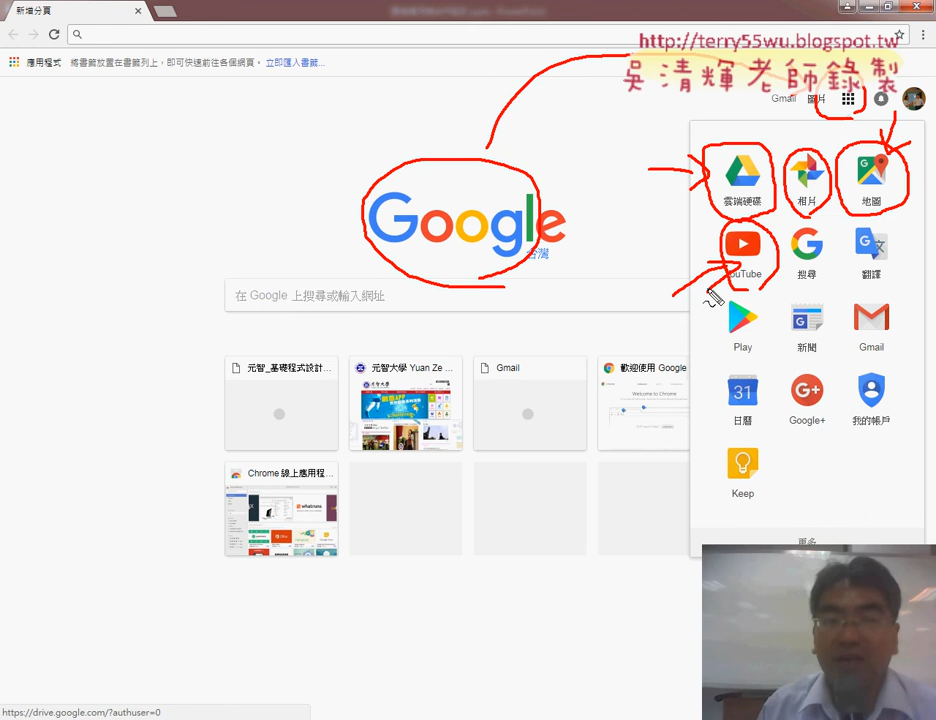 新增分頁
http://terry55wu.blogspot.tw
應用程式 將書籤放置在書籤列上，即可快速前往各個網頁。 立即匯入書籤...
吳清輝老師錄製
Gmail 圖片
Google
台灣
在 Google 上搜尋或輸入網址
雲端硬碟 相片 地圖
YouTube 搜尋 翻譯
Play 新聞 Gmail
日曆 Google+ 我的帳戶
Keep
更多
元智_基礎程式設計... 元智大學 Yuan Ze ... Gmail 歡迎使用 Google
Welcome to Chrome
Chrome 線上應用程...
https://drive.google.com/?authuser=0